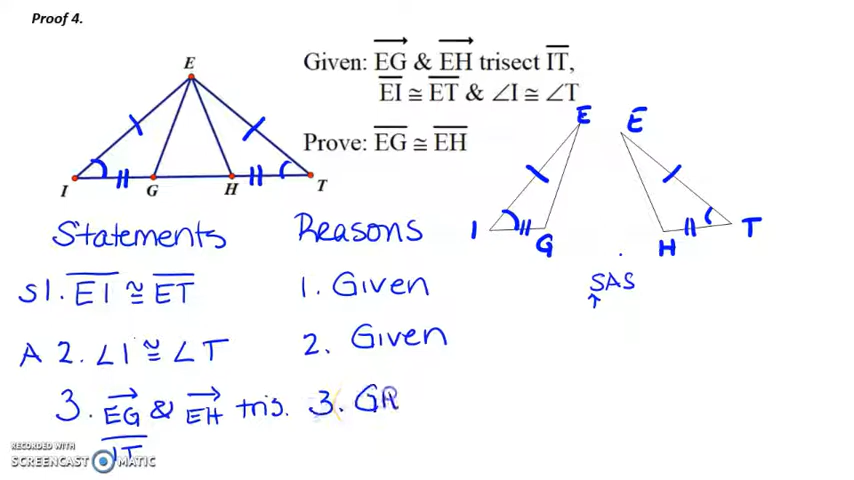 Proof 4.
Given: EG & EH trisect IT,
EI ≅ ET & ∠I ≅ ∠T
Prove: EG ≅ EH
E
I
G
H
T
E
E
I
G
H
T
SAS
↑
Statements Reasons
S1. EI ≅ ET 1. Given
A 2. ∠I ≅ ∠T 2. Given
3. EG & EH tris. 3. GA
IT
RECORDED WITH
SCREENCAST MATIC